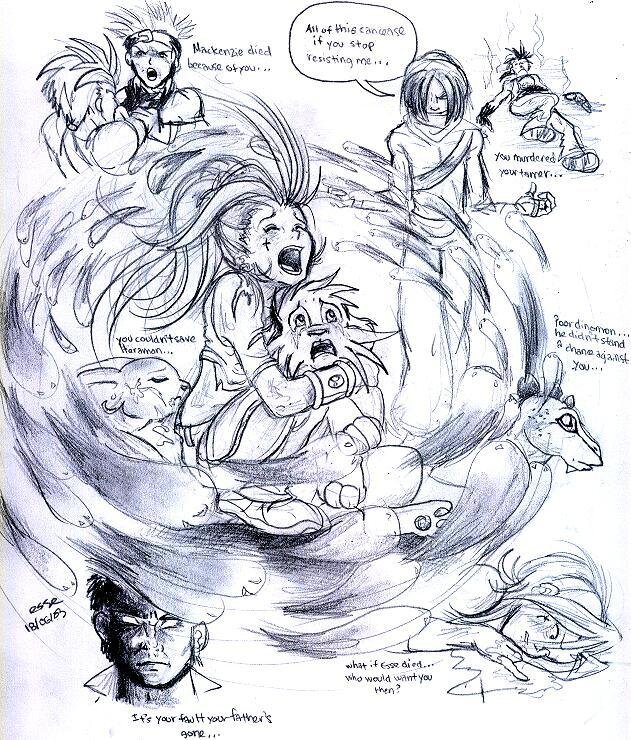 Mackenzie died
because of you...
All of this can cease
if you stop
resisting me...
you murdered
your tamer...
you couldn't save
Karamon...
Poor dinemon...
he didn't stand
a chance against
you...
esse
18/06/03
what if Esse died...
who would want you
then?
It's your fault your father's
gone...